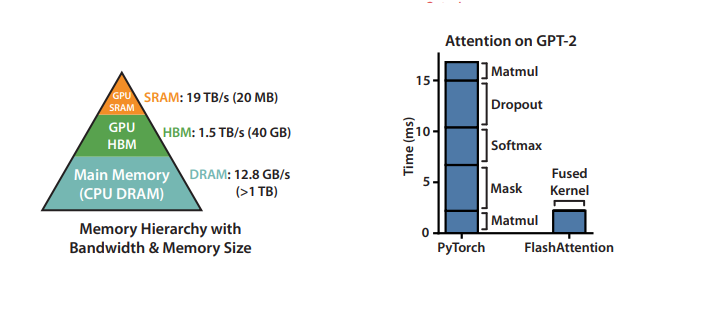 GPU
SRAM
SRAM: 19 TB/s (20 MB)
GPU
HBM
HBM: 1.5 TB/s (40 GB)
Main Memory
(CPU DRAM)
DRAM: 12.8 GB/s
(>1 TB)
Memory Hierarchy with
Bandwidth & Memory Size
Attention on GPT-2
Time (ms)
15
10
5
0
Matmul
Dropout
Softmax
Mask
Matmul
Fused
Kernel
PyTorch
FlashAttention